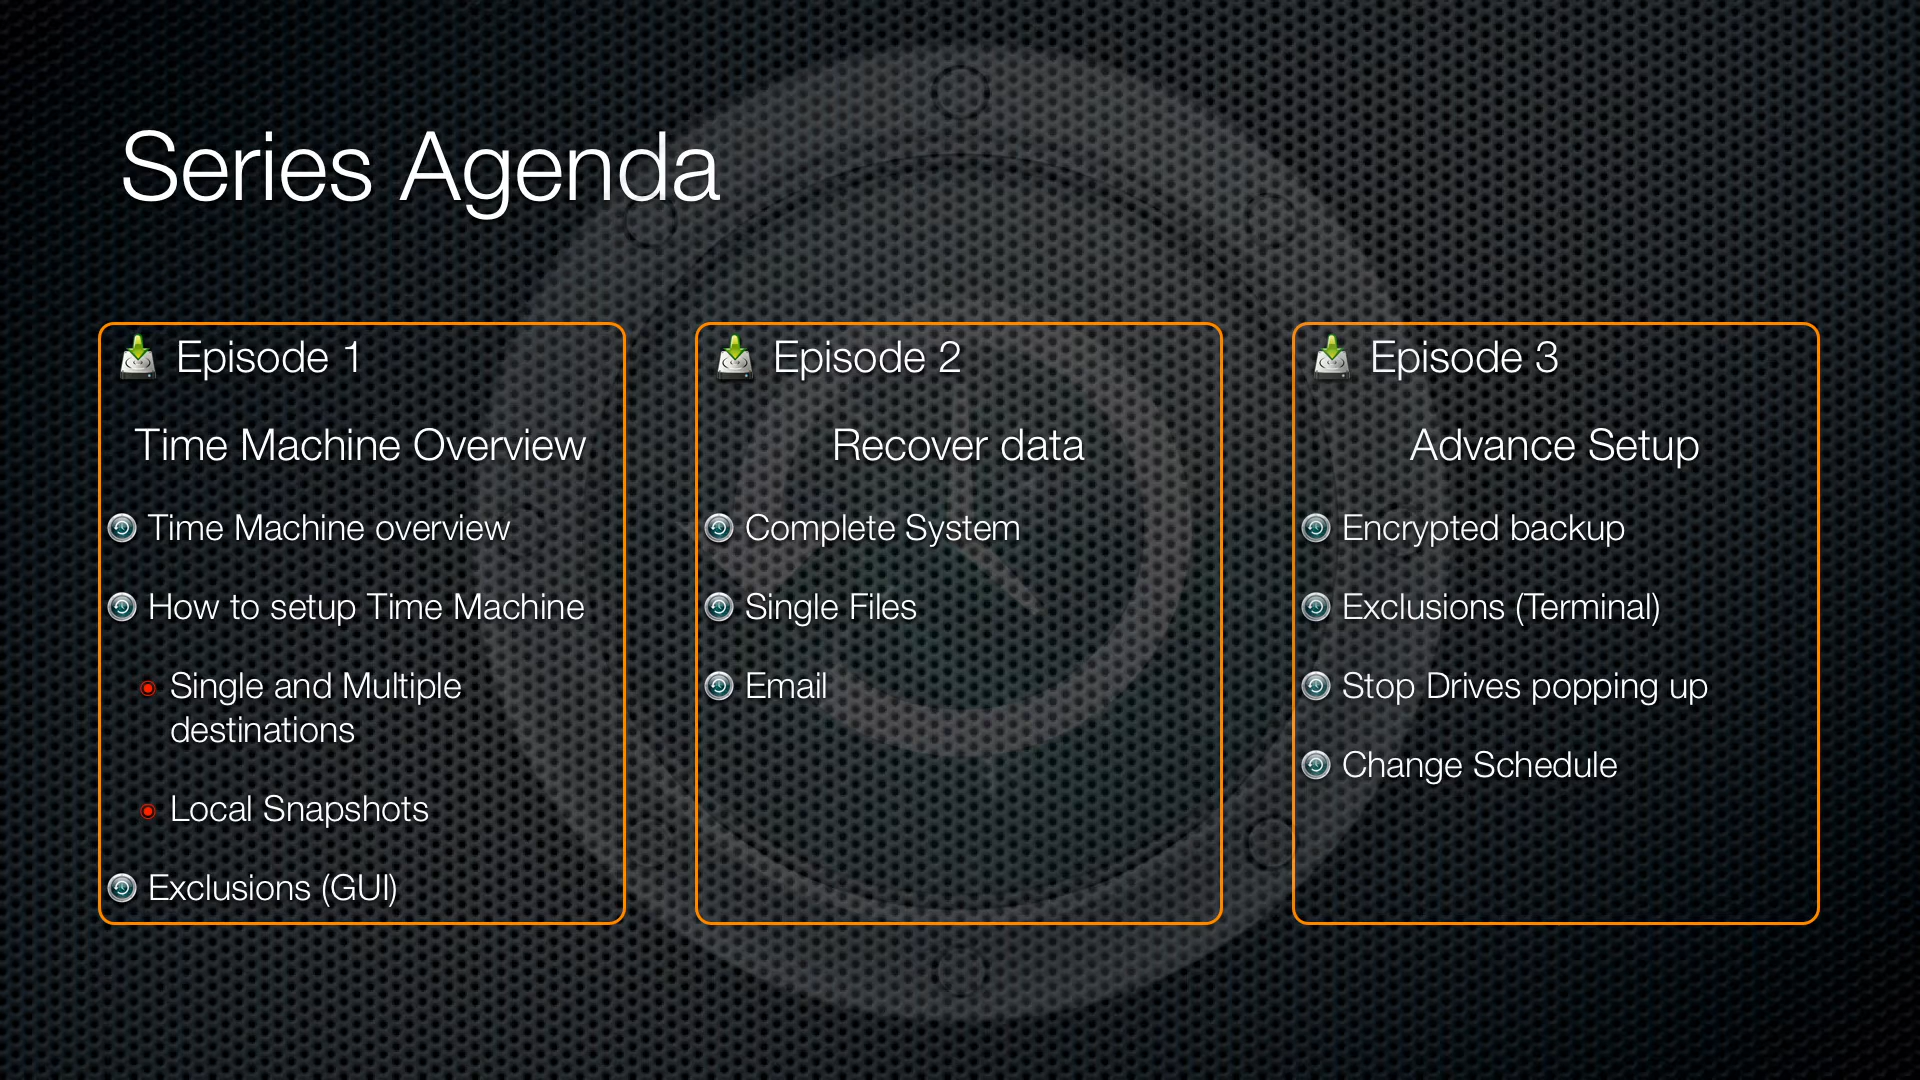 Series Agenda
Episode 1
Time Machine Overview
Time Machine overview
How to setup Time Machine
Single and Multiple
destinations
Local Snapshots
Exclusions (GUI)
Episode 2
Recover data
Complete System
Single Files
Email
Episode 3
Advance Setup
Encrypted backup
Exclusions (Terminal)
Stop Drives popping up
Change Schedule